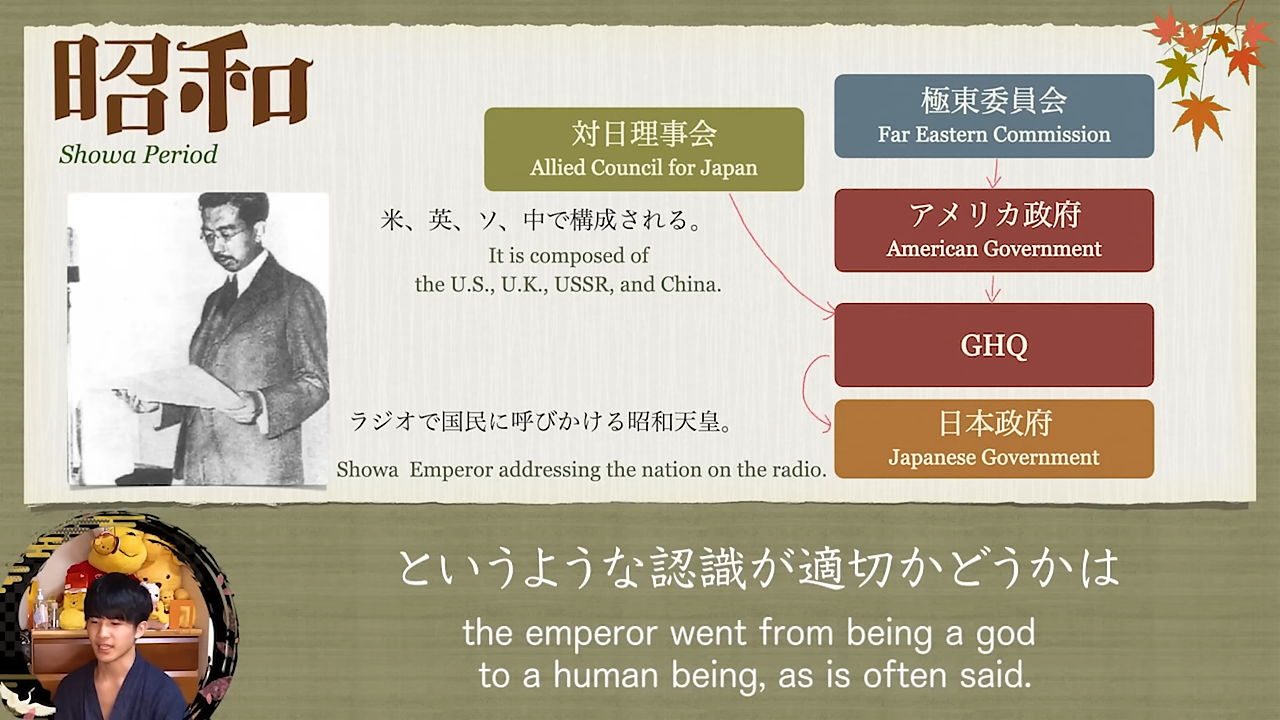 昭和
Showa Period
対日理事会
Allied Council for Japan
米、英、ソ、中で構成される。
It is composed of
the U.S., U.K., USSR, and China.
極東委員会
Far Eastern Commission
アメリカ政府
American Government
GHQ
日本政府
Japanese Government
ラジオで国民に呼びかける昭和天皇。
Showa Emperor addressing the nation on the radio.
というような認識が適切かどうかは
the emperor went from being a god
to a human being, as is often said.